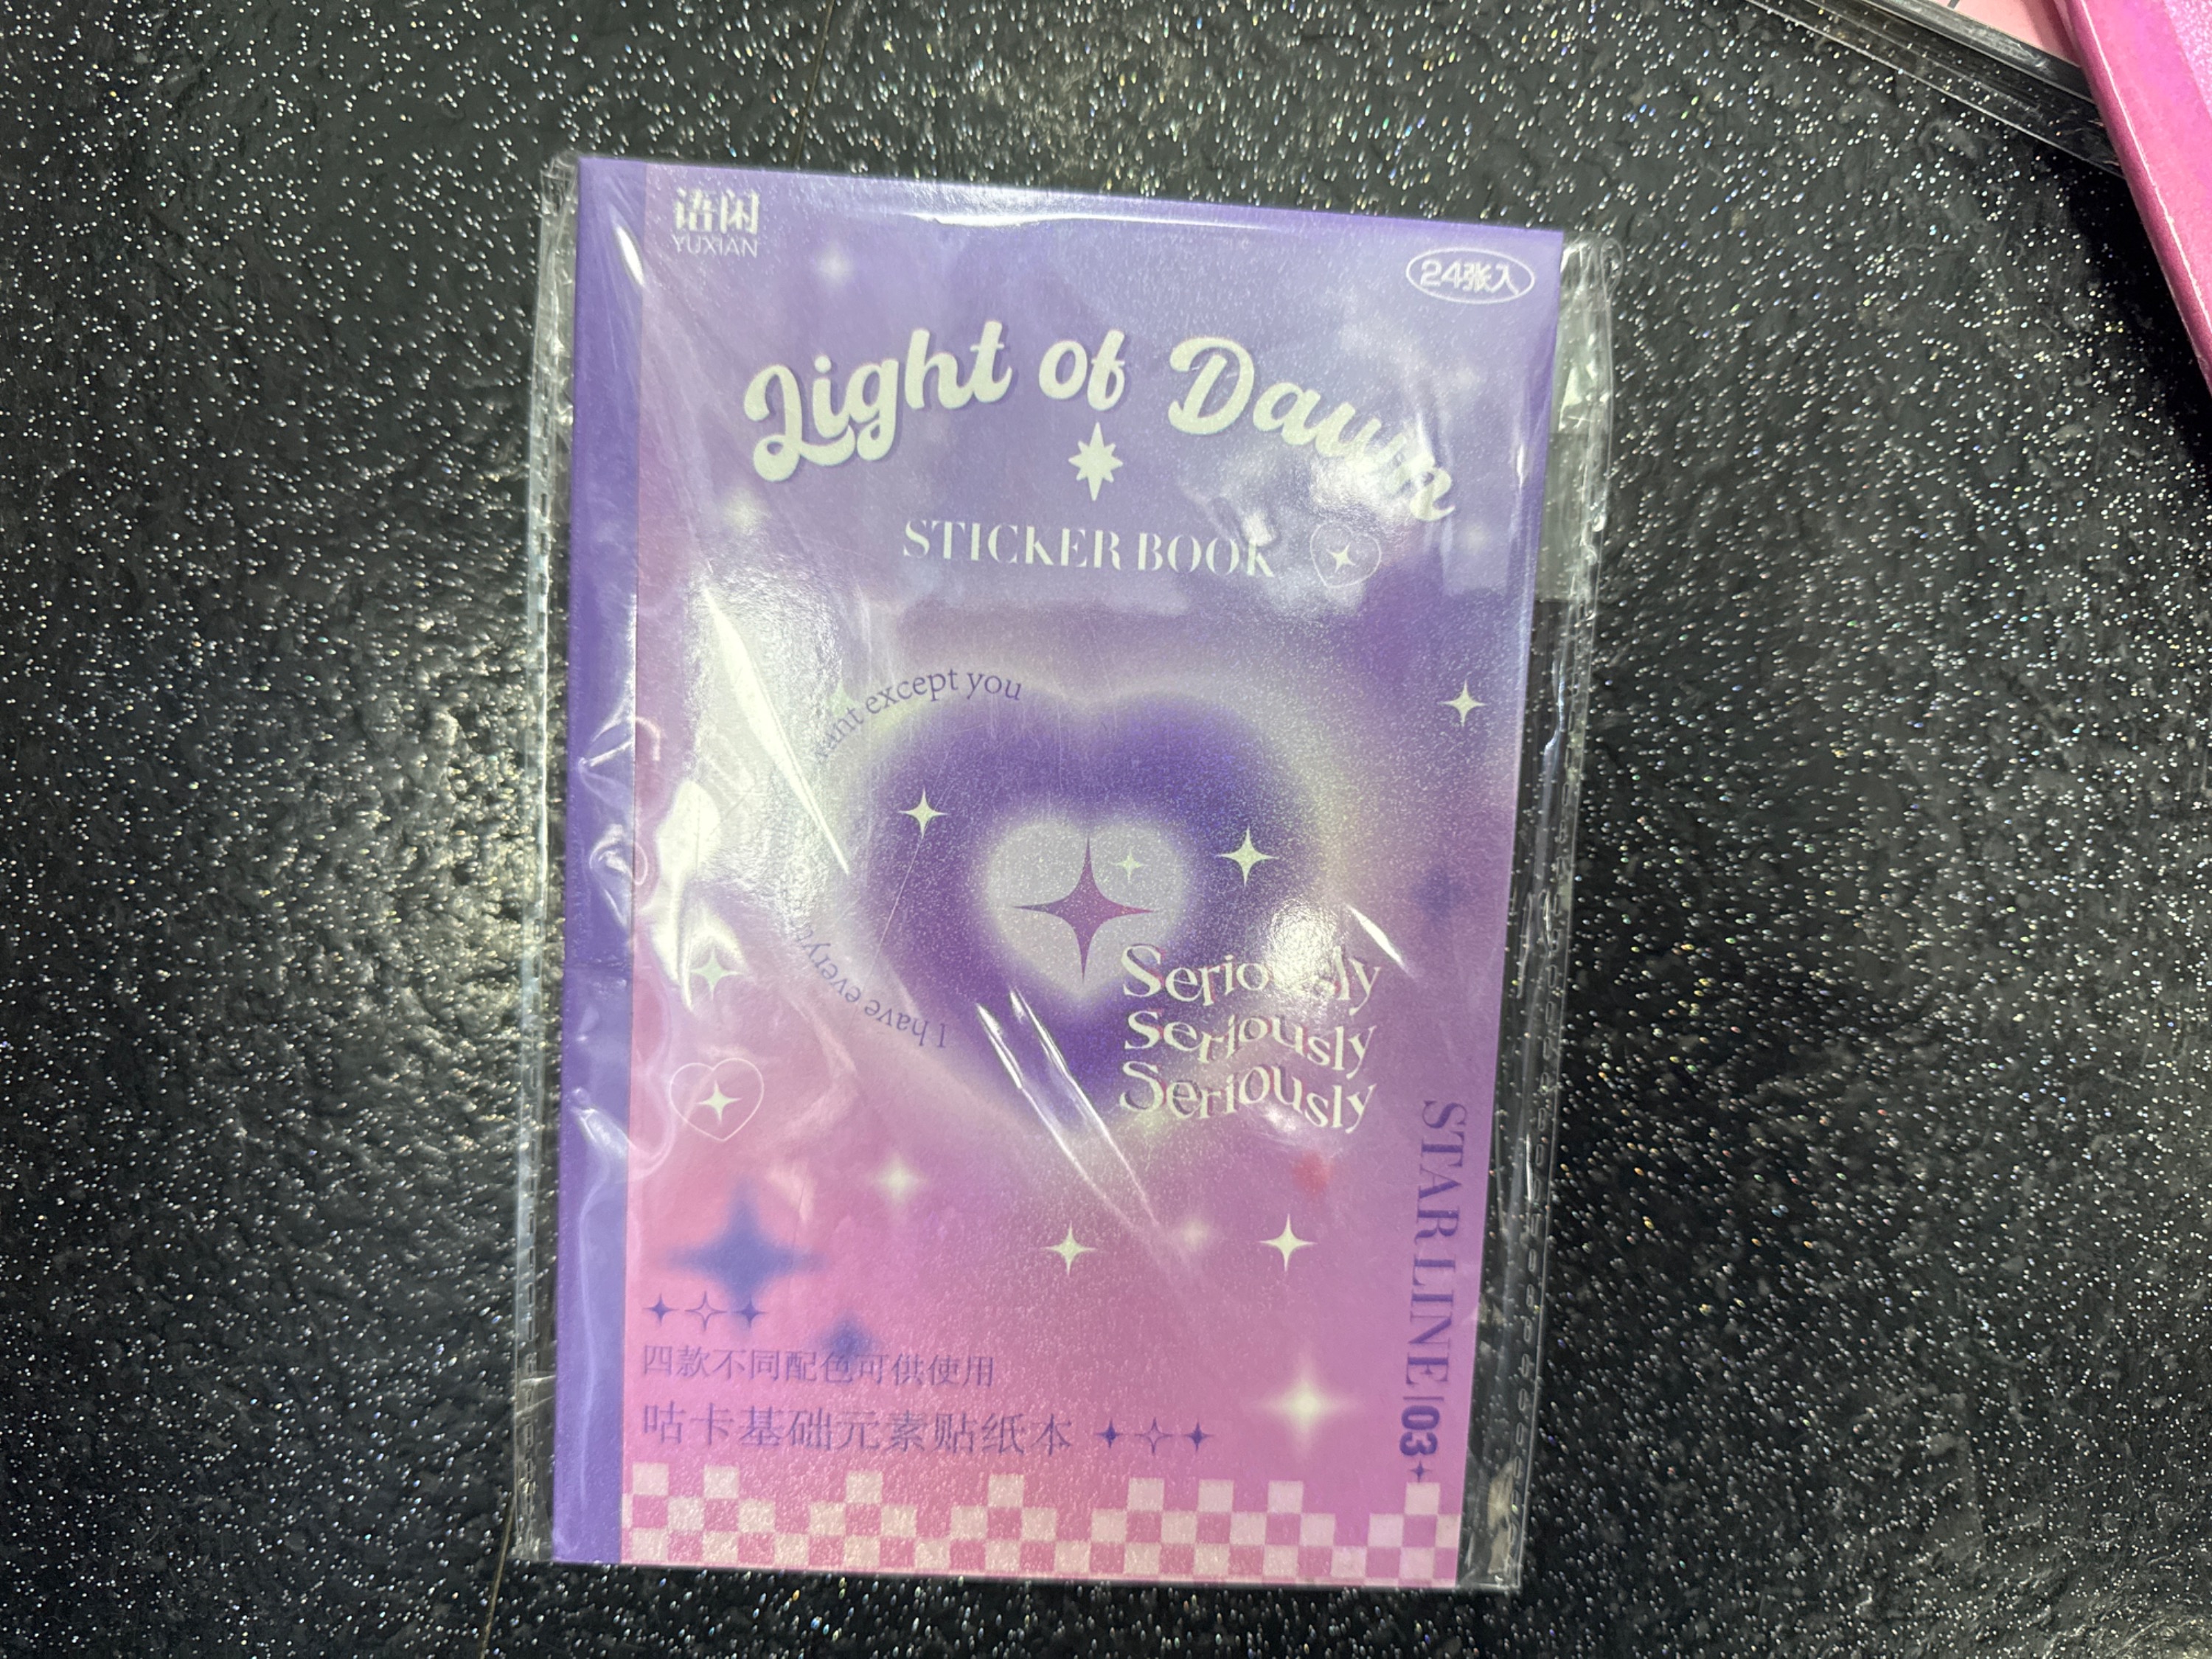 语闲
YUXIAN
24张入
Light of Dawn
STICKER BOOK
I have
except you
Seriously
Seriously
Seriously
STAR LINE|03
四款不同配色可供使用
咕卡基础元素贴纸本